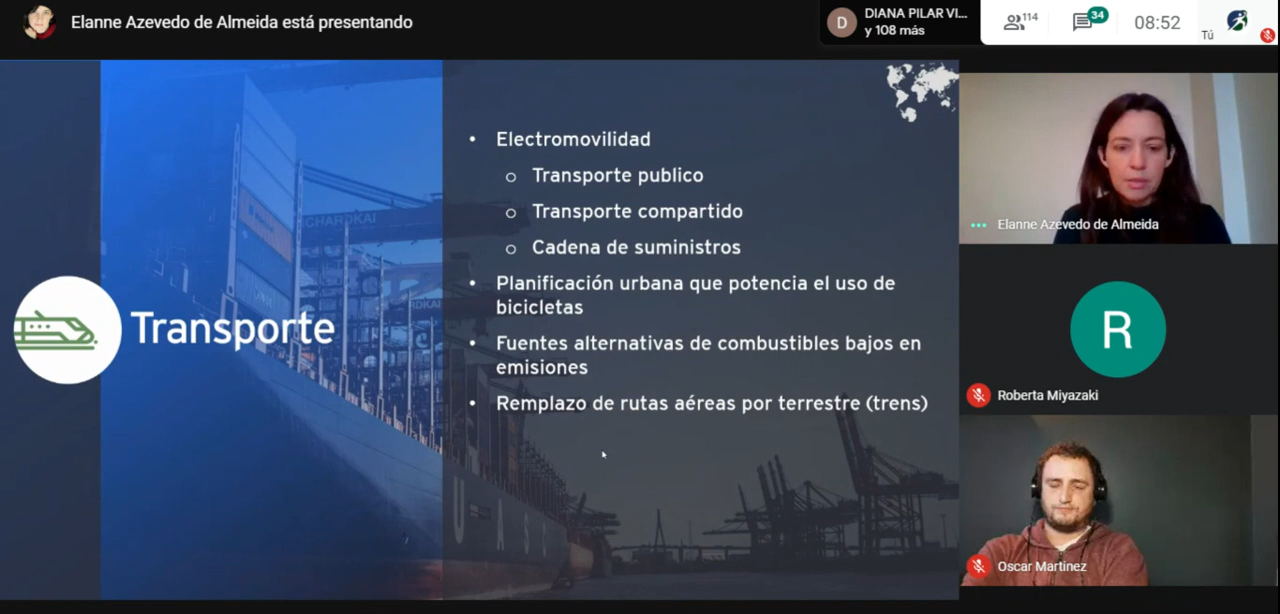 Elanne Azevedo de Almeida está presentando
D
DIANA PILAR VI...
y 108 más
114
34
08:52
Tú
Transporte
• Electromovilidad
o Transporte publico
o Transporte compartido
o Cadena de suministros
• Planificación urbana que potencia el uso de
bicicletas
• Fuentes alternativas de combustibles bajos en
emisiones
• Remplazo de rutas aéreas por terrestre (trens)
UASC
Elanne Azevedo de Almeida
R
Roberta Miyazaki
Oscar Martinez